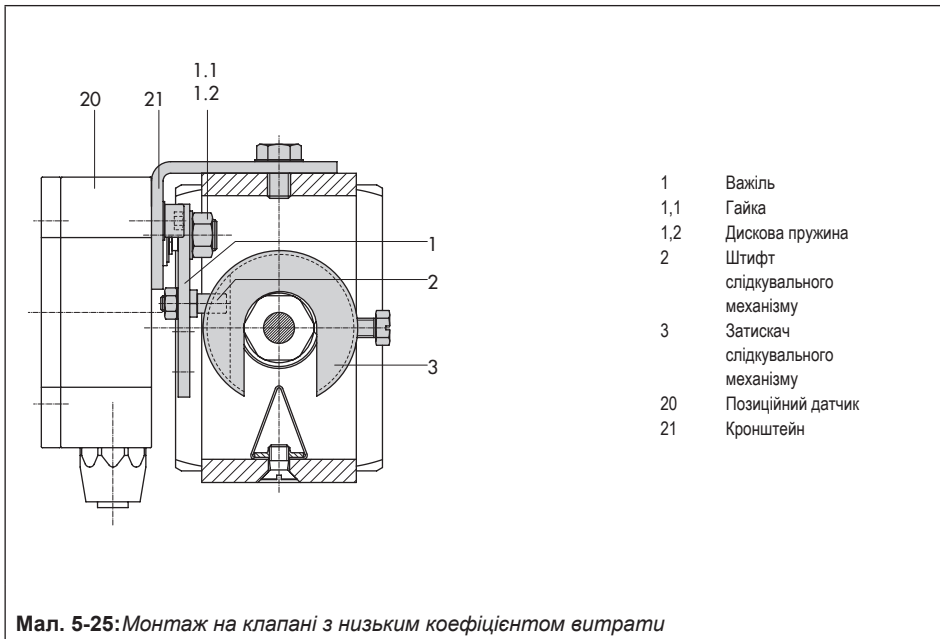 1.1
1.2
20
21
1
2
3
1 Важіль
1,1 Гайка
1,2 Дискова пружина
2 Штифт
слідкувального
механізму
3 Затискач
слідкувального
механізму
20 Позиційний датчик
21 Кронштейн
Мал. 5-25: Монтаж на клапані з низьким коефіцієнтом витрати